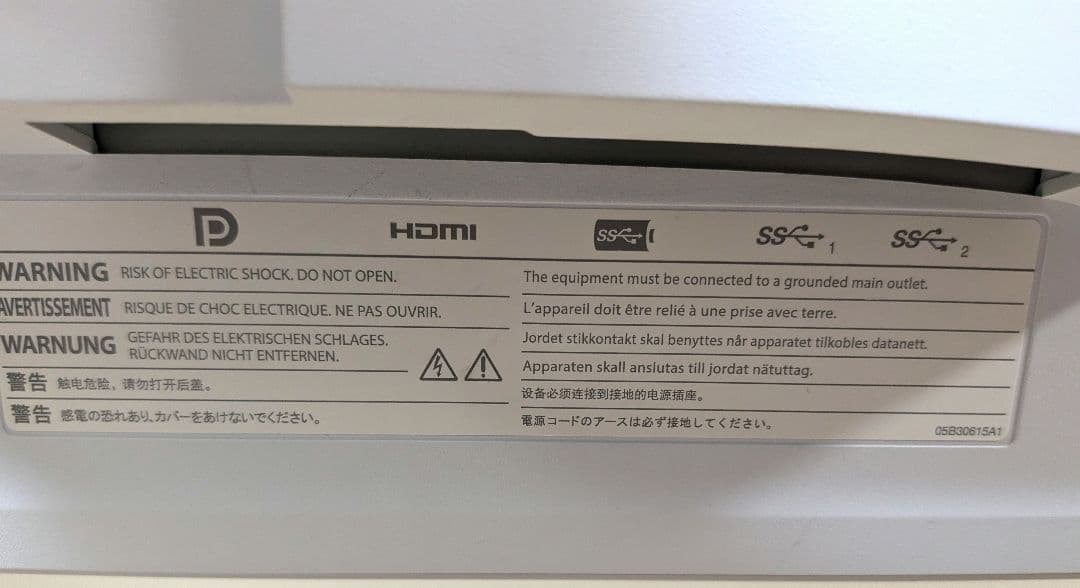 HDMI
SS
SS 1
SS 2
WARNING RISK OF ELECTRIC SHOCK. DO NOT OPEN.
AVERTISSEMENT RISQUE DE CHOC ELECTRIQUE. NE PAS OUVRIR.
WARNUNG GEFAHR DES ELEKTRISCHEN SCHLAGES.
RÜCKWAND NICHT ENTFERNEN.
警告 触电危险，请勿打开后盖。
警告 感電の恐れあり、カバーをあけないでください。
The equipment must be connected to a grounded main outlet.
L'appareil doit être relié à une prise avec terre.
Jordet stikkontakt skal benyttes når apparatet tilkobles datanett.
Apparaten skall anslutas till jordat nätuttag.
设备必须连接到接地的电源插座。
電源コードのアースは必ず接地してください。
05B30615A1